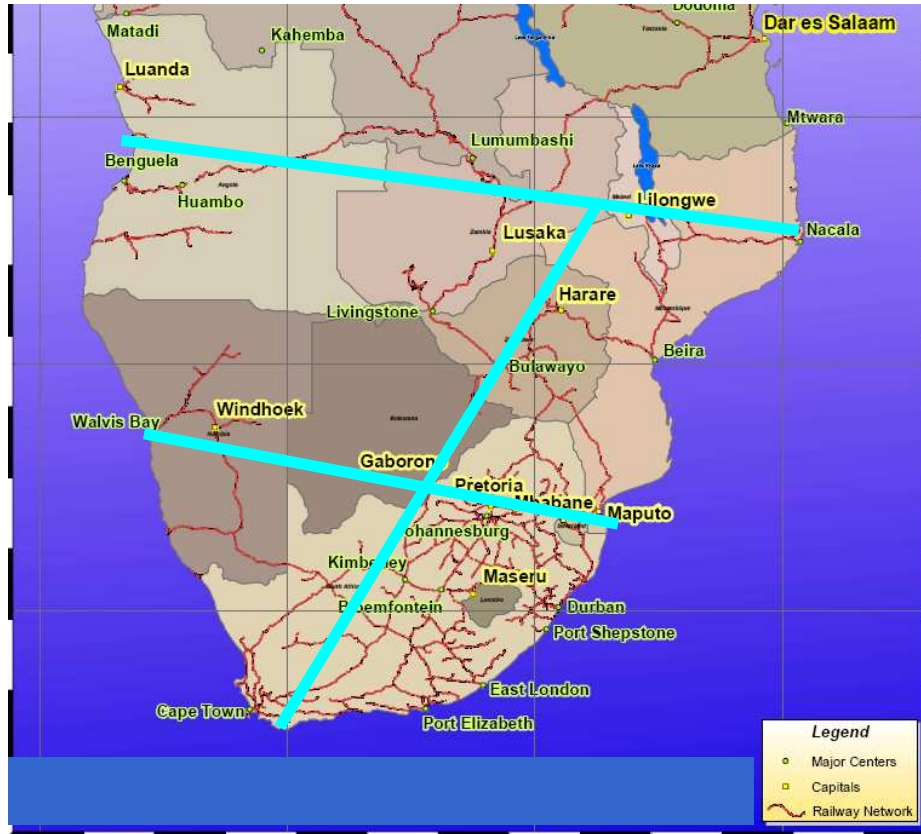 Dodoma
Dar es Salaam
Matadi
Kahemba
Luanda
Mtwara
Lumumbashi
Benguela
Huambo
Lilongwe
Nacala
Lusaka
Harare
Livingstone
Beira
Bulawayo
Walvis Bay
Windhoek
Gaborone
Pretoria
Mbabane
Maputo
Johannesburg
Kimberley
Maseru
Bloemfontein
Durban
Port Shepstone
East London
Cape Town
Port Elizabeth
Legend
Major Centers
Capitals
Railway Network